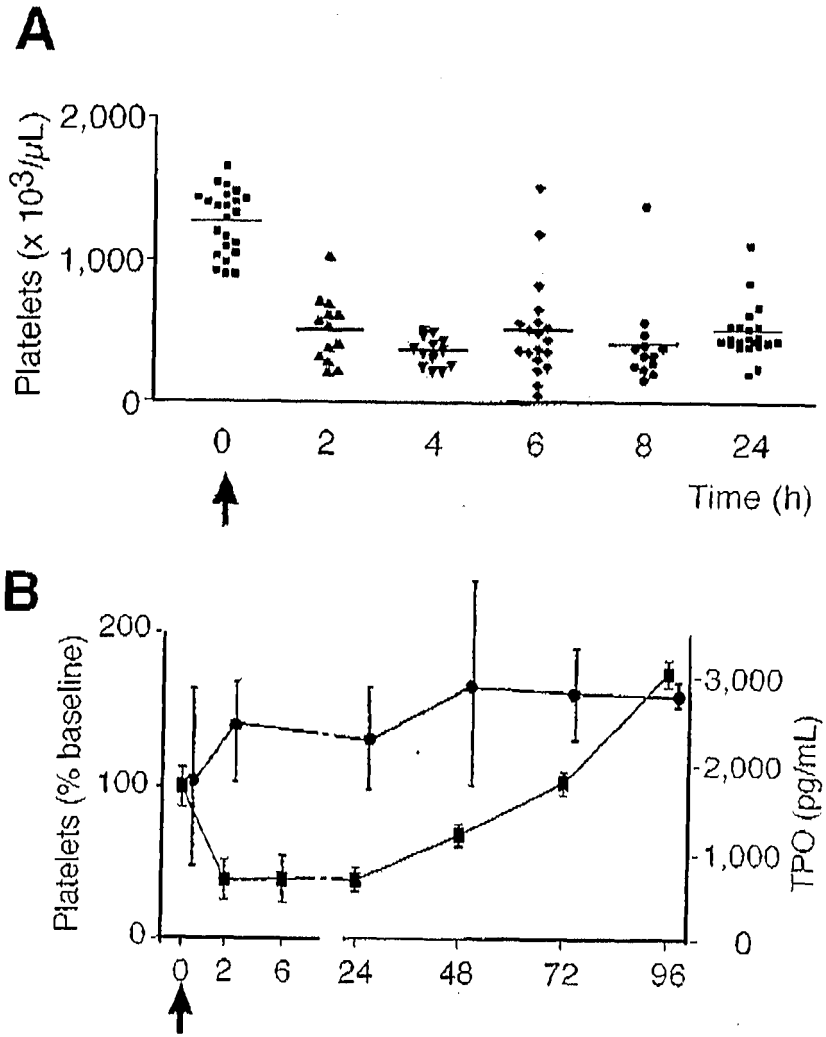 A
Platelets (x 10³/µL)
2,000
1,000
0
0 2 4 6 8 24
Time (h)
B
Platelets (% baseline)
200
100
0
3,000
2,000
1,000
0
TPO (pg/mL)
0 2 6 24 48 72 96